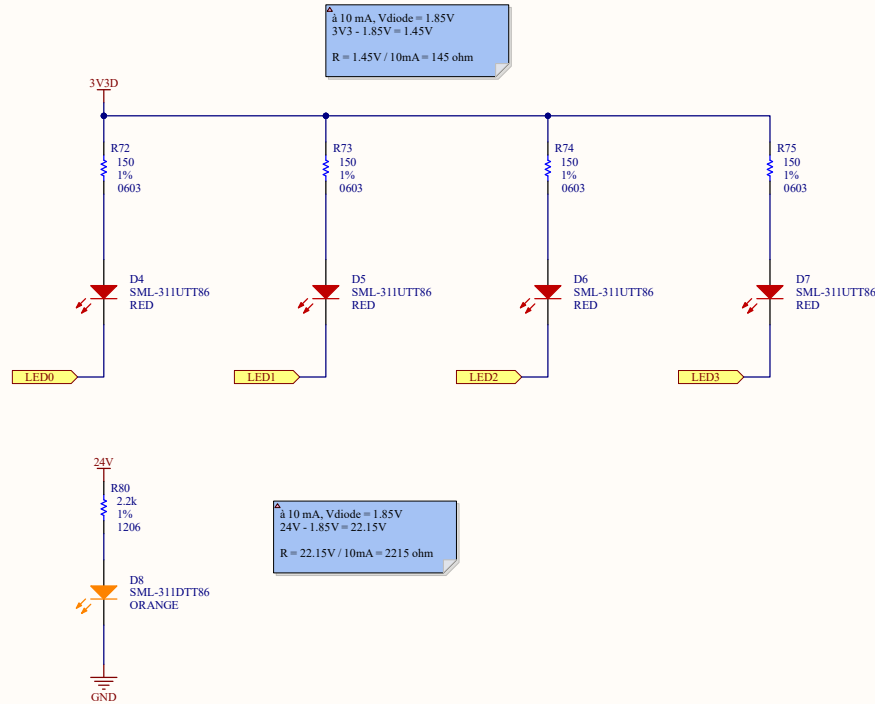 à 10 mA, Vdiode = 1.85V
3V3 - 1.85V = 1.45V
R = 1.45V / 10mA = 145 ohm
3V3D
R72
150
1%
0603
R73
150
1%
0603
R74
150
1%
0603
R75
150
1%
0603
D4
SML-311UTT86
RED
D5
SML-311UTT86
RED
D6
SML-311UTT86
RED
D7
SML-311UTT86
RED
LED0
LED1
LED2
LED3
24V
R80
2.2k
1%
1206
à 10 mA, Vdiode = 1.85V
24V - 1.85V = 22.15V
R = 22.15V / 10mA = 2215 ohm
D8
SML-311DTT86
ORANGE
GND